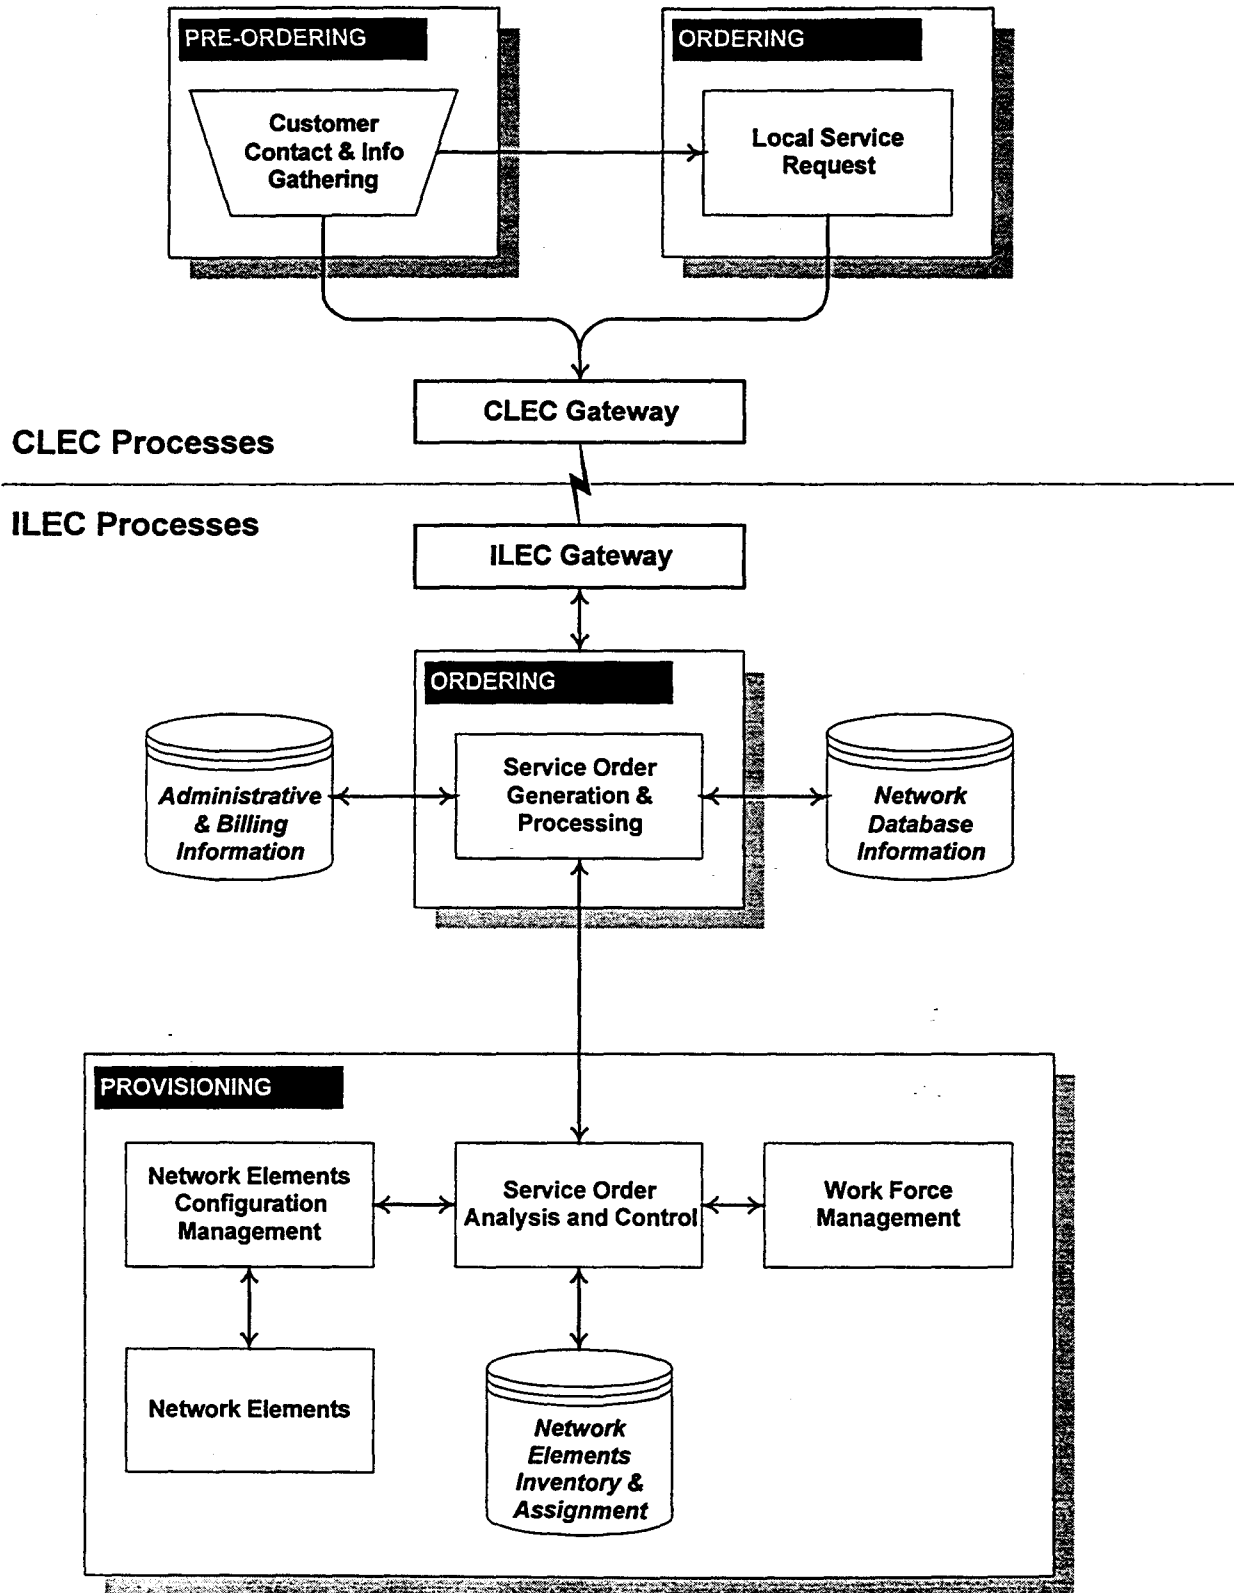 PRE-ORDERING
ORDERING
Customer
Contact & Info
Gathering
Local Service
Request
CLEC Gateway
CLEC Processes
ILEC Processes
ILEC Gateway
ORDERING
Service Order
Generation &
Processing
Administrative
& Billing
Information
Network
Database
Information
PROVISIONING
Network Elements
Configuration
Management
Service Order
Analysis and Control
Work Force
Management
Network Elements
Network
Elements
Inventory &
Assignment